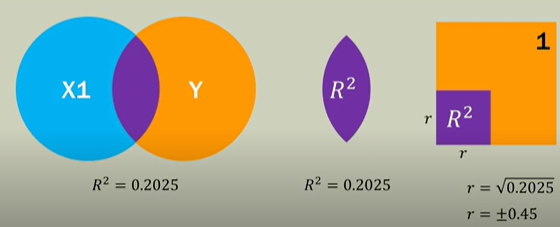 X1
Y
R² = 0.2025
R²
R² = 0.2025
1
r
R²
r
r = √0.2025
r = ±0.45